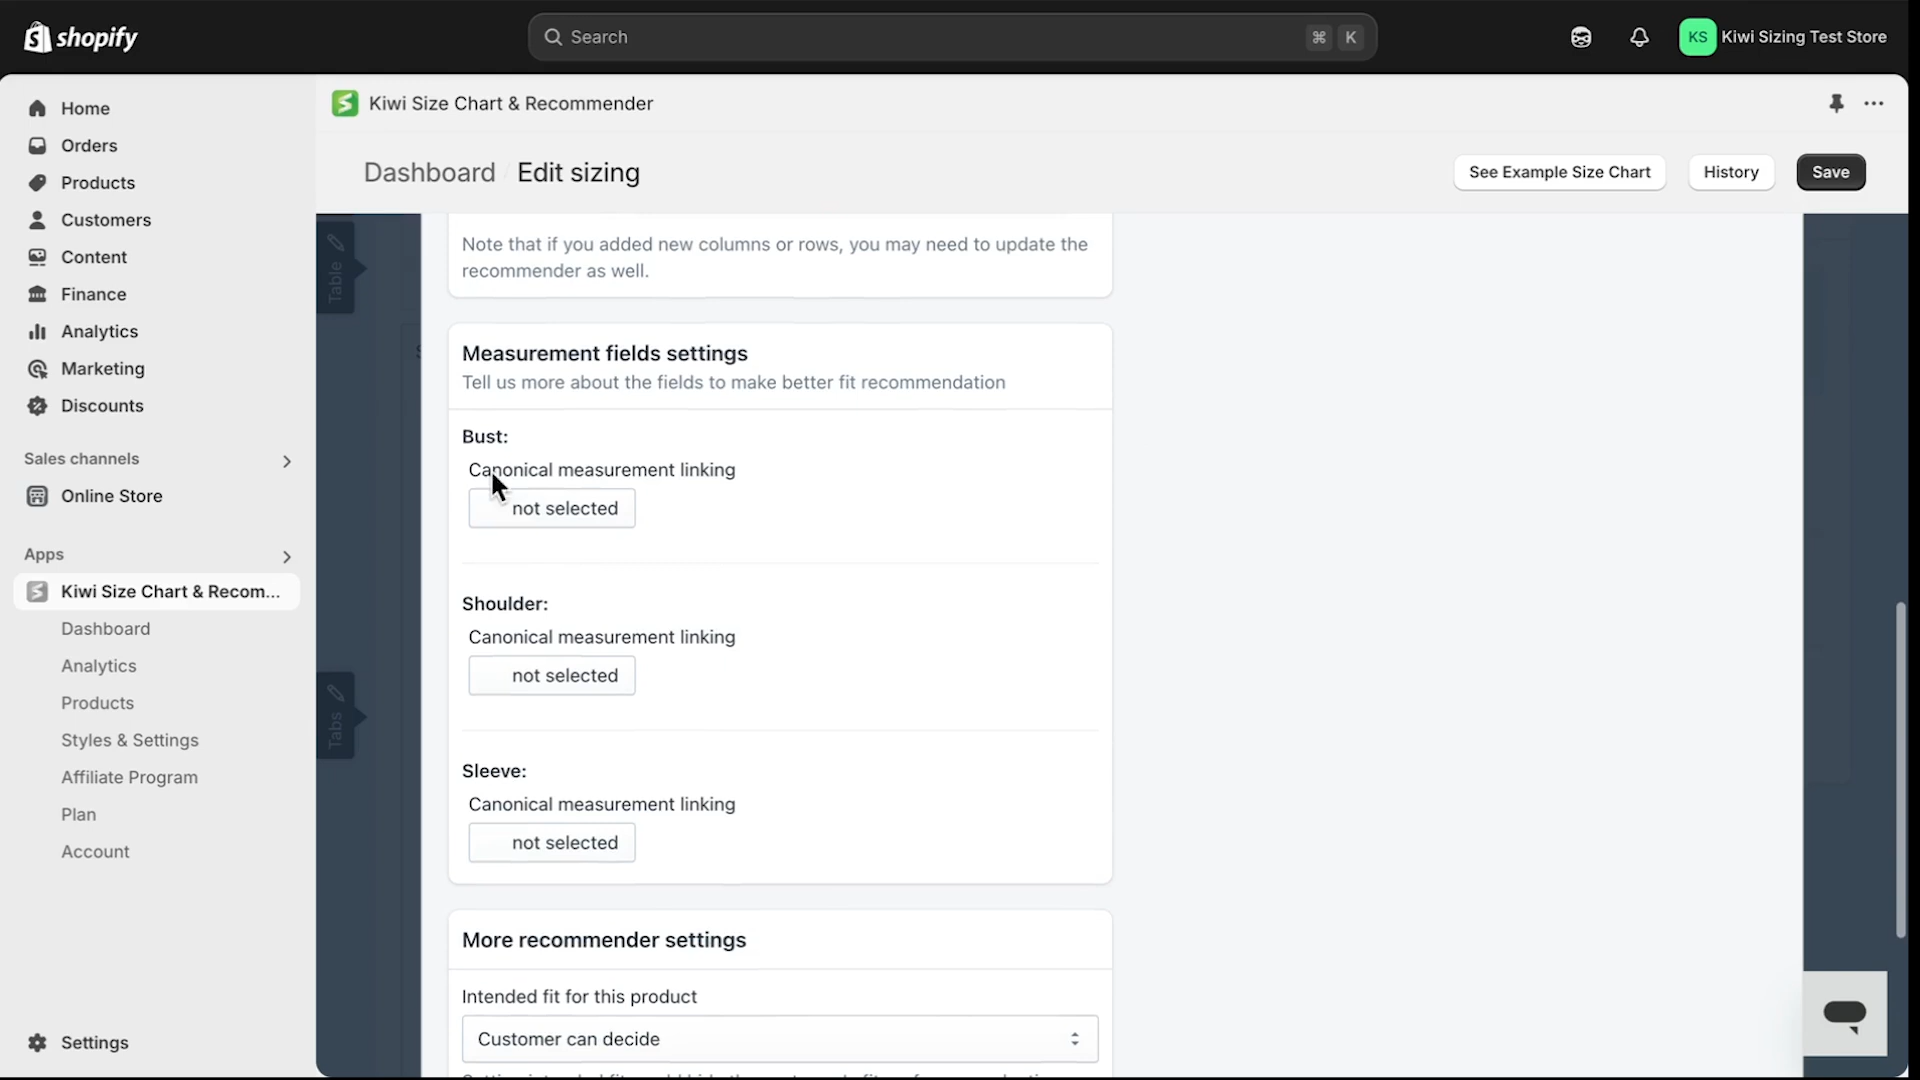 shopify
Search
⌘ K
KS Kiwi Sizing Test Store
Home
Orders
Products
Customers
Content
Finance
Analytics
Marketing
Discounts
Sales channels
Online Store
Apps
Kiwi Size Chart & Recom...
Dashboard
Analytics
Products
Styles & Settings
Affiliate Program
Plan
Account
Settings
Kiwi Size Chart & Recommender
Dashboard Edit sizing
See Example Size Chart
History
Save
Table
Tabs
Note that if you added new columns or rows, you may need to update the
recommender as well.
Measurement fields settings
Tell us more about the fields to make better fit recommendation
Bust:
Canonical measurement linking
not selected
Shoulder:
Canonical measurement linking
not selected
Sleeve:
Canonical measurement linking
not selected
More recommender settings
Intended fit for this product
Customer can decide